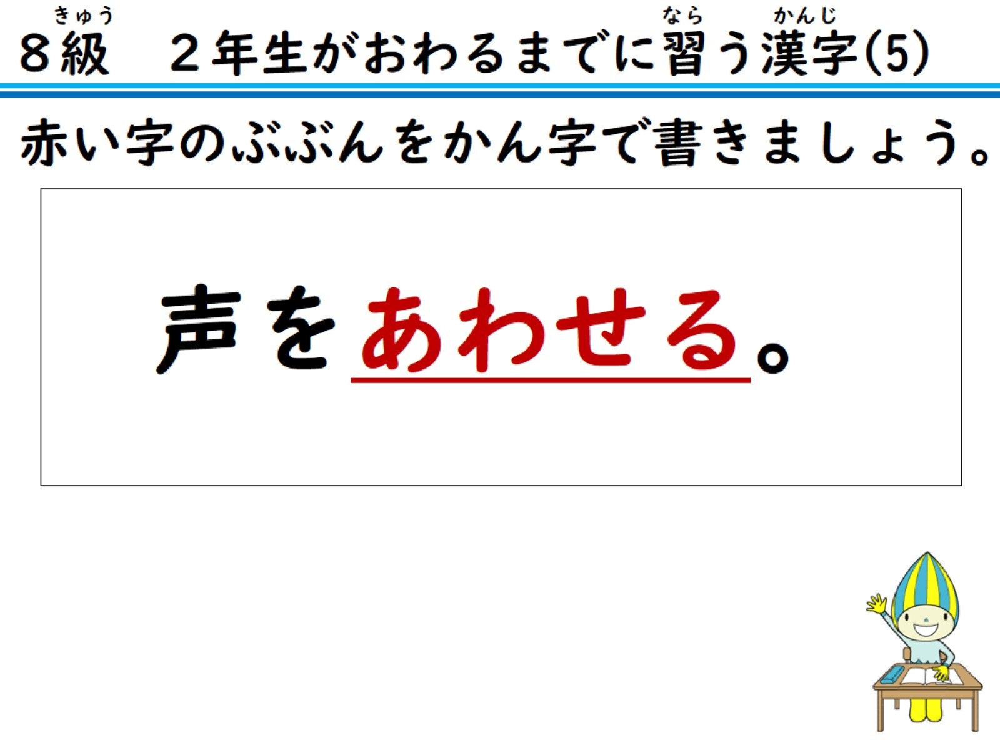 きゅう なら かんじ
8級 2年生がおわるまでに習う漢字(5)
赤い字のぶぶんをかん字で書きましょう。
声をあわせる。